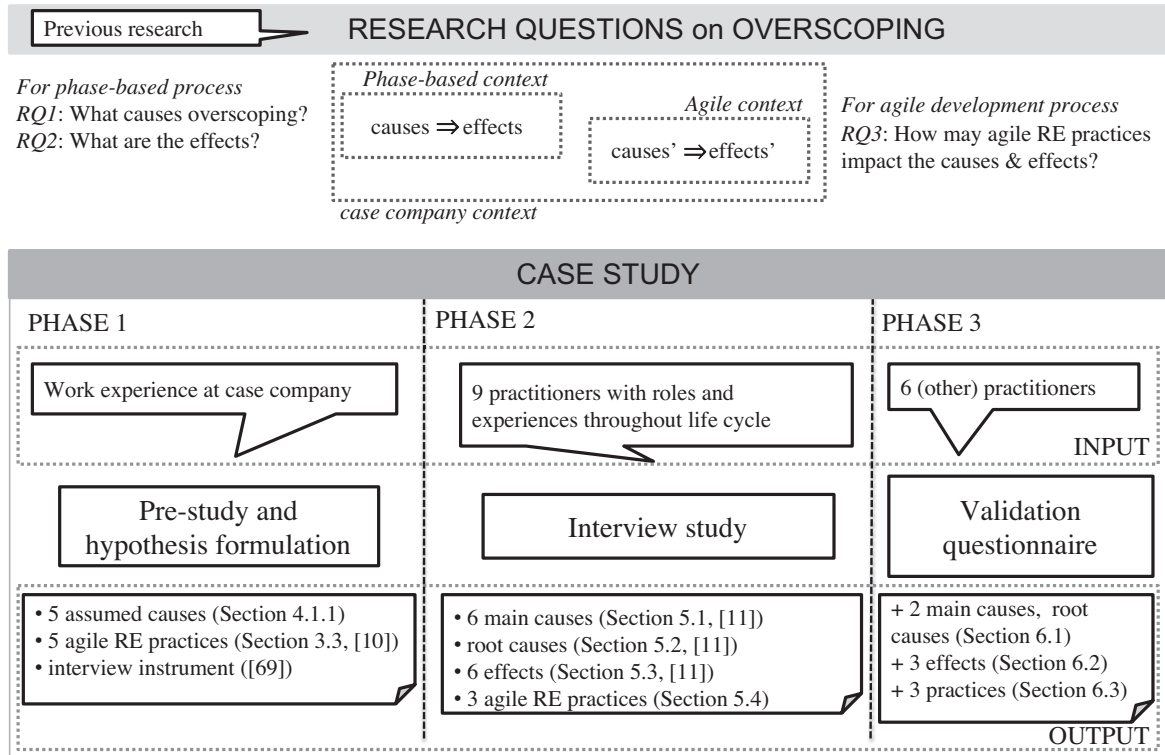 Previous research
RESEARCH QUESTIONS on OVERSCOPING
For phase-based process
RQ1: What causes overscoping?
RQ2: What are the effects?
Phase-based context
causes ⇒ effects
Agile context
causes’ ⇒ effects’
case company context
For agile development process
RQ3: How may agile RE practices
impact the causes & effects?
CASE STUDY
PHASE 1
PHASE 2
PHASE 3
Work experience at case company
9 practitioners with roles and
experiences throughout life cycle
6 (other) practitioners
INPUT
Pre-study and
hypothesis formulation
Interview study
Validation
questionnaire
• 5 assumed causes (Section 4.1.1)
• 5 agile RE practices (Section 3.3, [10])
• interview instrument ([69])
• 6 main causes (Section 5.1, [11])
• root causes (Section 5.2, [11])
• 6 effects (Section 5.3, [11])
• 3 agile RE practices (Section 5.4)
+ 2 main causes, root
causes (Section 6.1)
+ 3 effects (Section 6.2)
+ 3 practices (Section 6.3)
OUTPUT